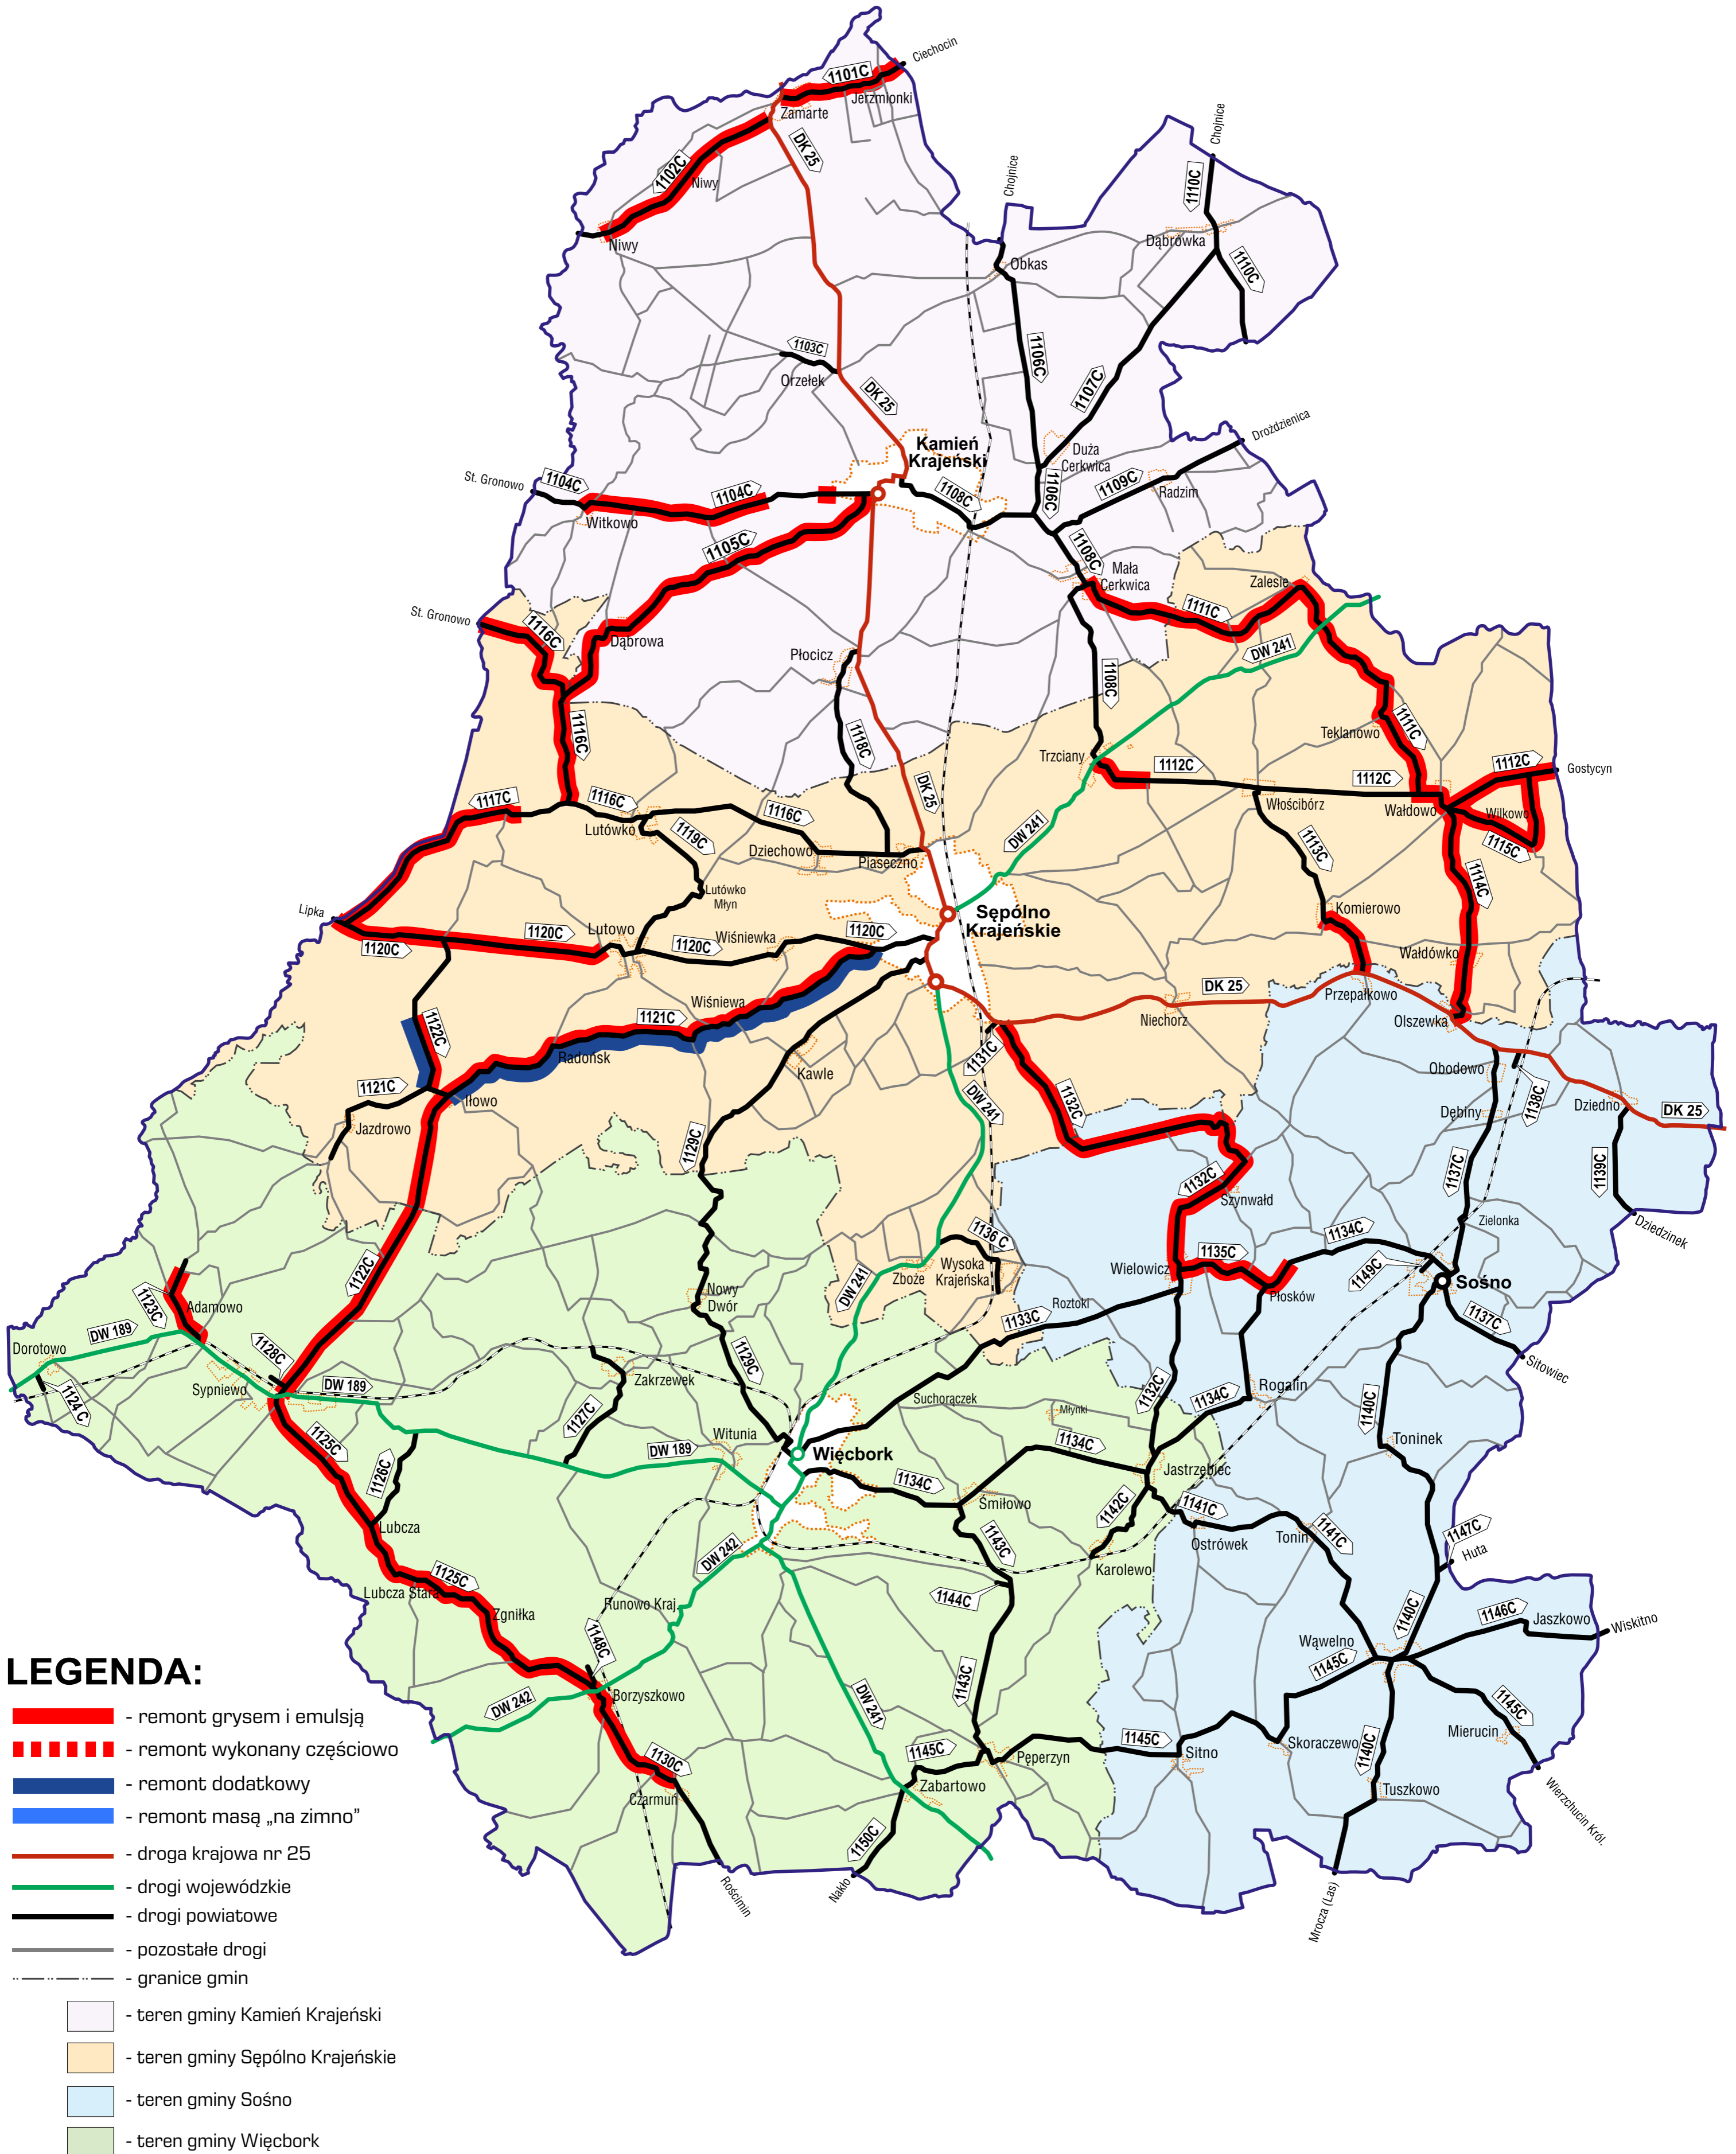 Ciechocin
1101C
Jerzmionki
Zamarte
DK 25
Chojnice
Chojnice
1102C
Niwy
1110C
Niwy
Dąbrówka
Obkas
1110C
1103C
Orzełek
1106C
1107C
DK 25
Kamień
Krajeński
Duża
Cerkwica
Drożdzienica
St. Gronowo
1104C
1104C
1108C
1106C
1109C
Radzim
Witkowo
1105C
1108C
Mała
Cerkwica
Zalesie
1111C
St. Gronowo
1116C
Dąbrowa
Płocicz
DW 241
1108C
1116C
1118C
Teklanowo
1111C
Trzciany
1112C
1112C
1112C
Gostycyn
DK 25
Włościbórz
Wałdowo
Wilkowo
1117C
1116C
1116C
Lutówko
1119C
DW 241
Dziechowo
Piaseczno
1113C
1115C
1114C
Lutówko
Młyn
Lipka
Sępólno
Krajeńskie
Komierowo
1120C
1120C
Lutowo
1120C
Wiśniewka
1120C
Wałdówko
DK 25
Przepałkowo
Wiśniewa
Niechorz
1121C
1122C
Olszewka
Radońsk
1131C
Kawle
Obodowo
1121C
Iłowo
1138C
Dziedno
DK 25
Jazdrowo
DW 241
1132C
Dębiny
1129C
1137C
1139C
1132C
Szynwałd
Zielonka
Dziedzinek
1136 C
1134C
1135C
Wysoka
Krajeńska
Zboże
Wielowicz
1149C
Sośno
1122C
1123C
Adamowo
Nowy
Dwór
DW 241
Płosków
Roztoki
1133C
1137C
DW 189
Dorotowo
1128C
1129C
Sitowiec
Zakrzewek
Sypniewo
DW 189
1124 C
Suchorączek
1132C
1134C
Rogalin
1140C
Młynki
1125C
1127C
Witunia
DW 189
Więcbork
1134C
Toninek
1126C
1134C
Jastrzębiec
Śmiłowo
Lubcza
1142C
1141C
1143C
Ostrówek
Tonin
1141C
1147C
Huta
DW 242
Karolewo
1125C
Lubcza Stara
1144C
Zgniłka
Runowo Kraj.
1140C
1146C
Jaszkowo
Wiskitno
1148C
Wąwelno
1145C
1143C
Borzyszkowo
DW 242
DW 241
1145C
Mierucin
1145C
Skoraczewo
1130C
1145C
Pęperzyn
Sitno
1140C
Zabartowo
Tuszkowo
Czarmuń
Wierzchucin Król.
1150C
Rościmin
Nakło
Mrocza (Las)
LEGENDA:
- remont grysem i emulsją
- remont wykonany częściowo
- remont dodatkowy
- remont masą „na zimno”
- droga krajowa nr 25
- drogi wojewódzkie
- drogi powiatowe
- pozostałe drogi
- granice gmin
- teren gminy Kamień Krajeński
- teren gminy Sępólno Krajeńskie
- teren gminy Sośno
- teren gminy Więcbork